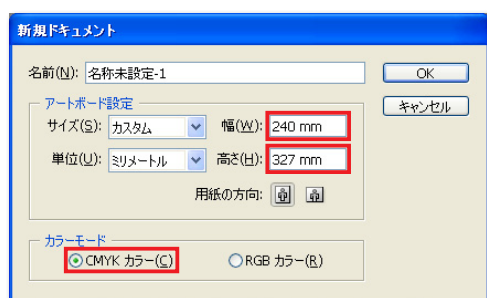 新規ドキュメント
名前(N): 名称未設定-1
OK
キャンセル
アートボード設定
サイズ(S): カスタム 幅(W): 240 mm
単位(U): ミリメートル 高さ(H): 327 mm
用紙の方向:
カラーモード
CMYK カラー(C) RGB カラー(R)